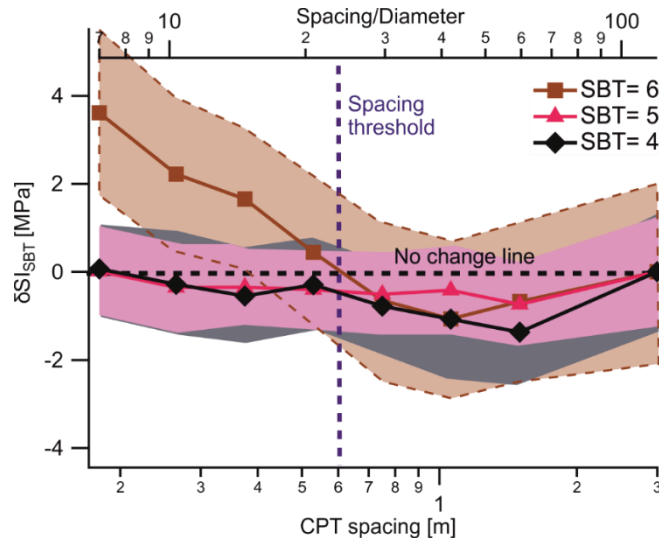 Spacing/Diameter
7 8 9 10 2 3 4 5 6 7 8 9 100
SBT= 6
SBT= 5
SBT= 4
Spacing
threshold
δSI_SBT [MPa]
4
2
0
-2
-4
No change line
2 3 4 5 6 7 8 9 1 2 3
CPT spacing [m]